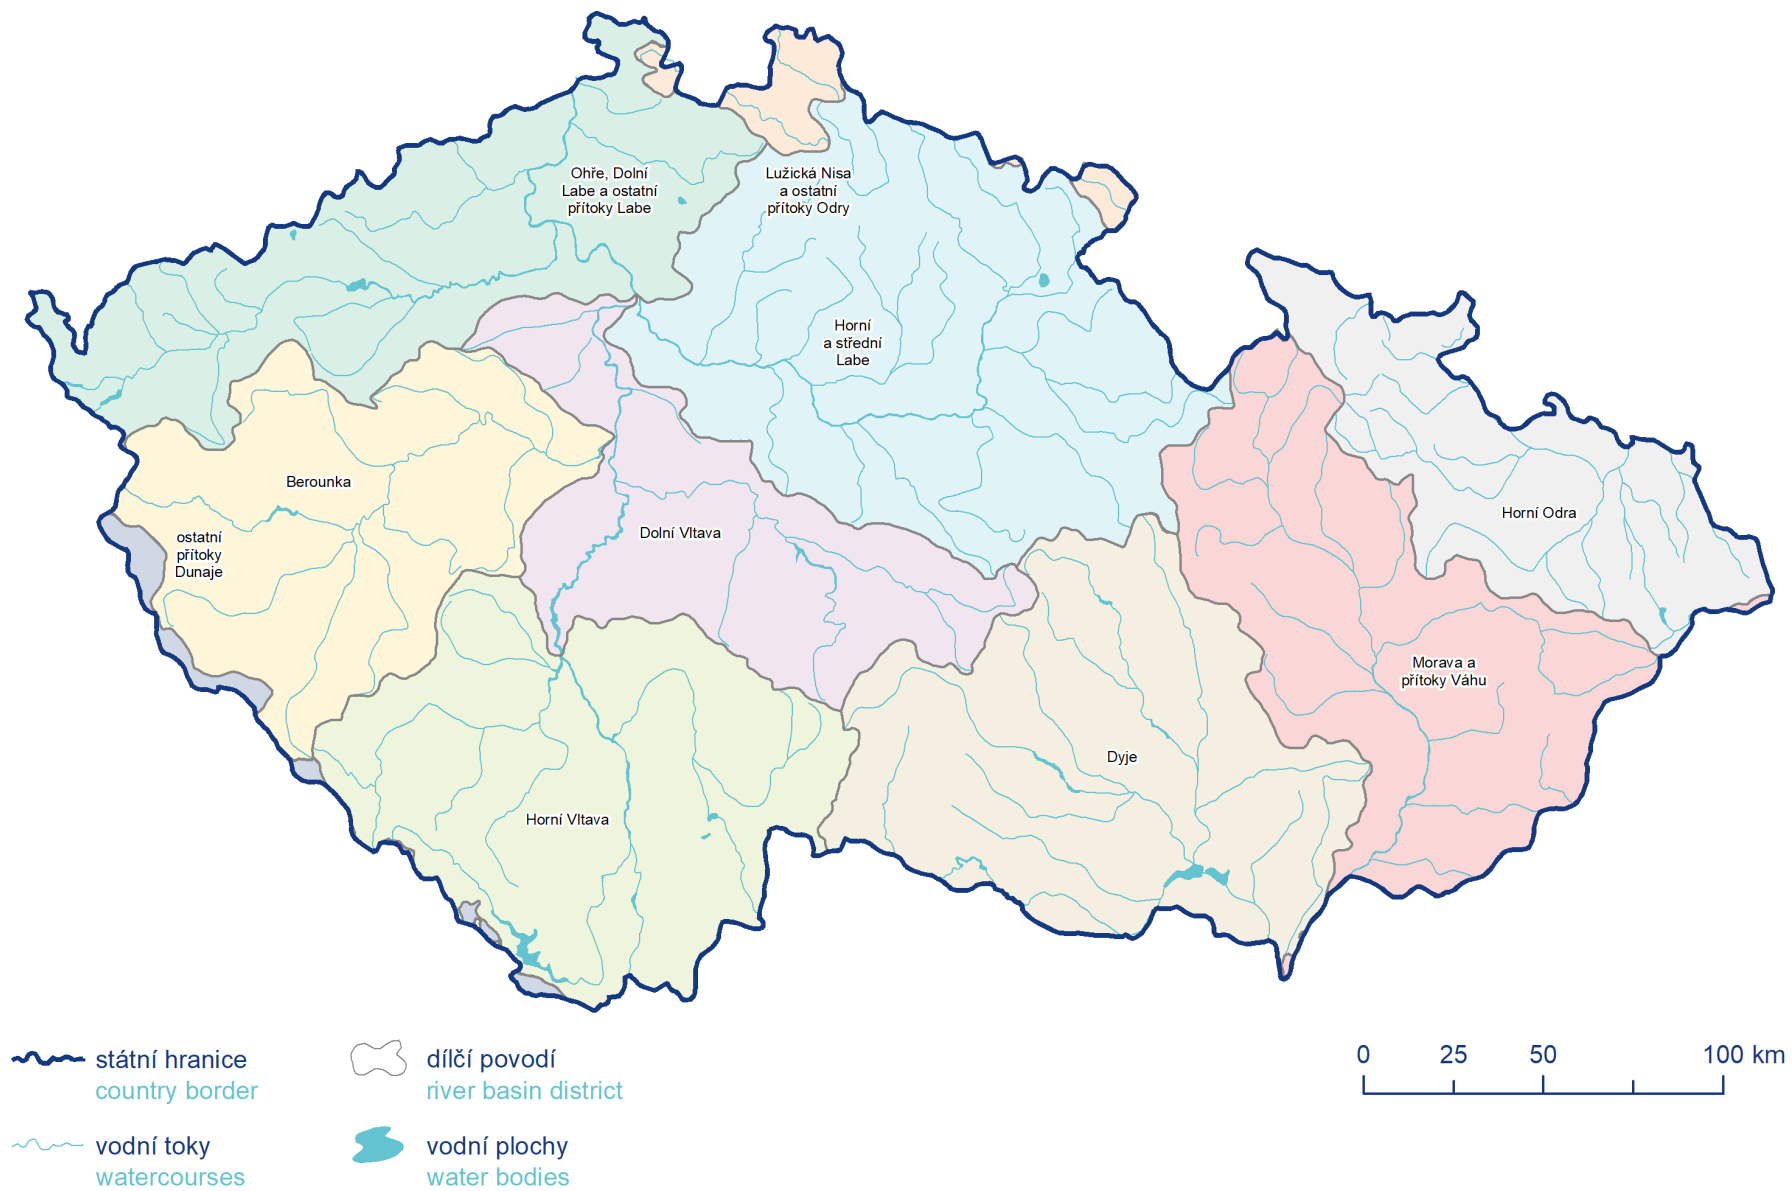 Ohře, Dolní
Labe a ostatní
přítoky Labe
Lužická Nisa
a ostatní
přítoky Odry
Horní
a střední
Labe
Berounka
ostatní
přítoky
Dunaje
Dolní Vltava
Horní Odra
Morava a
přítoky Váhu
Dyje
Horní Vltava
státní hranice
country border
dílčí povodí
river basin district
vodní toky
watercourses
vodní plochy
water bodies
0 25 50 100 km